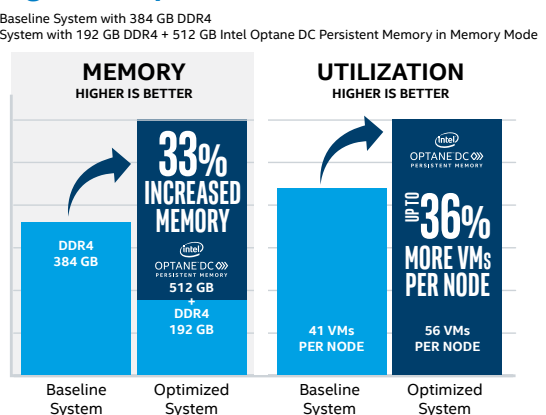 Baseline System with 384 GB DDR4
System with 192 GB DDR4 + 512 GB Intel Optane DC Persistent Memory in Memory Mode
MEMORY
HIGHER IS BETTER
33%
INCREASED
MEMORY
intel
OPTANE DC
PERSISTENT MEMORY
512 GB
+
DDR4
192 GB
DDR4
384 GB
Baseline
System
Optimized
System
UTILIZATION
HIGHER IS BETTER
41 VMs
PER NODE
intel
OPTANE DC
PERSISTENT MEMORY
UP TO
36%
MORE VMs
PER NODE
56 VMs
PER NODE
Baseline
System
Optimized
System